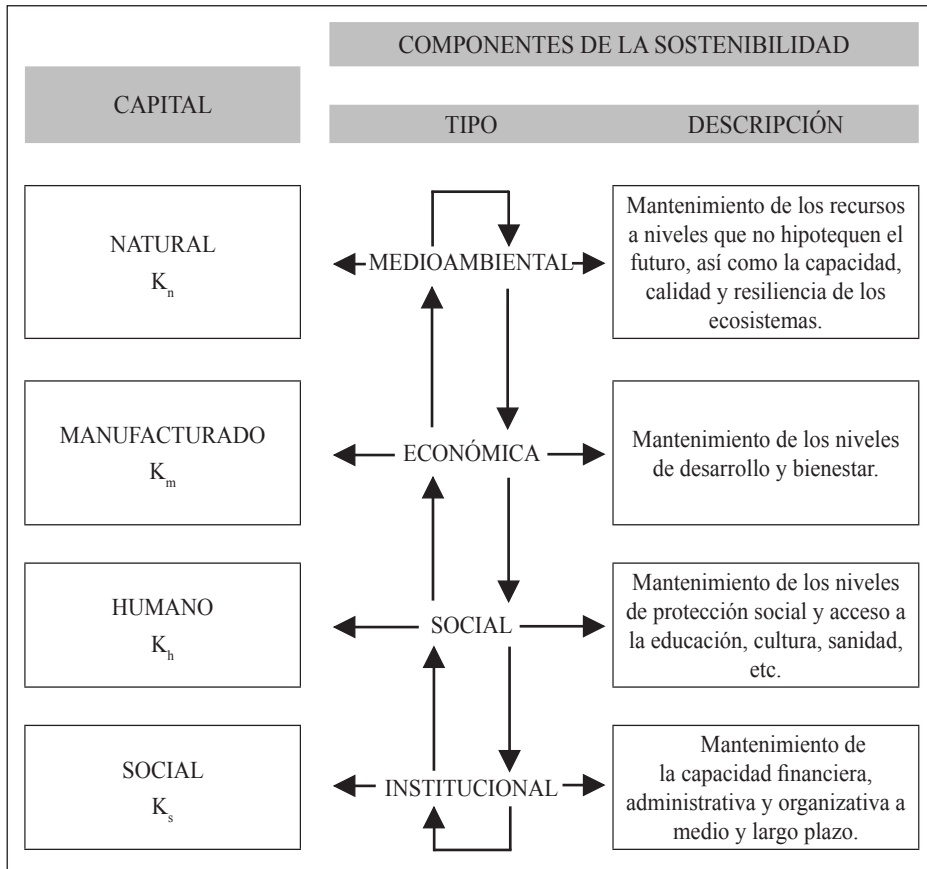 COMPONENTES DE LA SOSTENIBILIDAD
CAPITAL
TIPO
DESCRIPCIÓN
NATURAL
Kn
MEDIOAMBIENTAL
Mantenimiento de los recursos
a niveles que no hipotequen el
futuro, así como la capacidad,
calidad y resiliencia de los
ecosistemas.
MANUFACTURADO
Km
ECONÓMICA
Mantenimiento de los niveles
de desarrollo y bienestar.
HUMANO
Kh
SOCIAL
Mantenimiento de los niveles
de protección social y acceso a
la educación, cultura, sanidad,
etc.
SOCIAL
Ks
INSTITUCIONAL
Mantenimiento de
la capacidad financiera,
administrativa y organizativa a
medio y largo plazo.